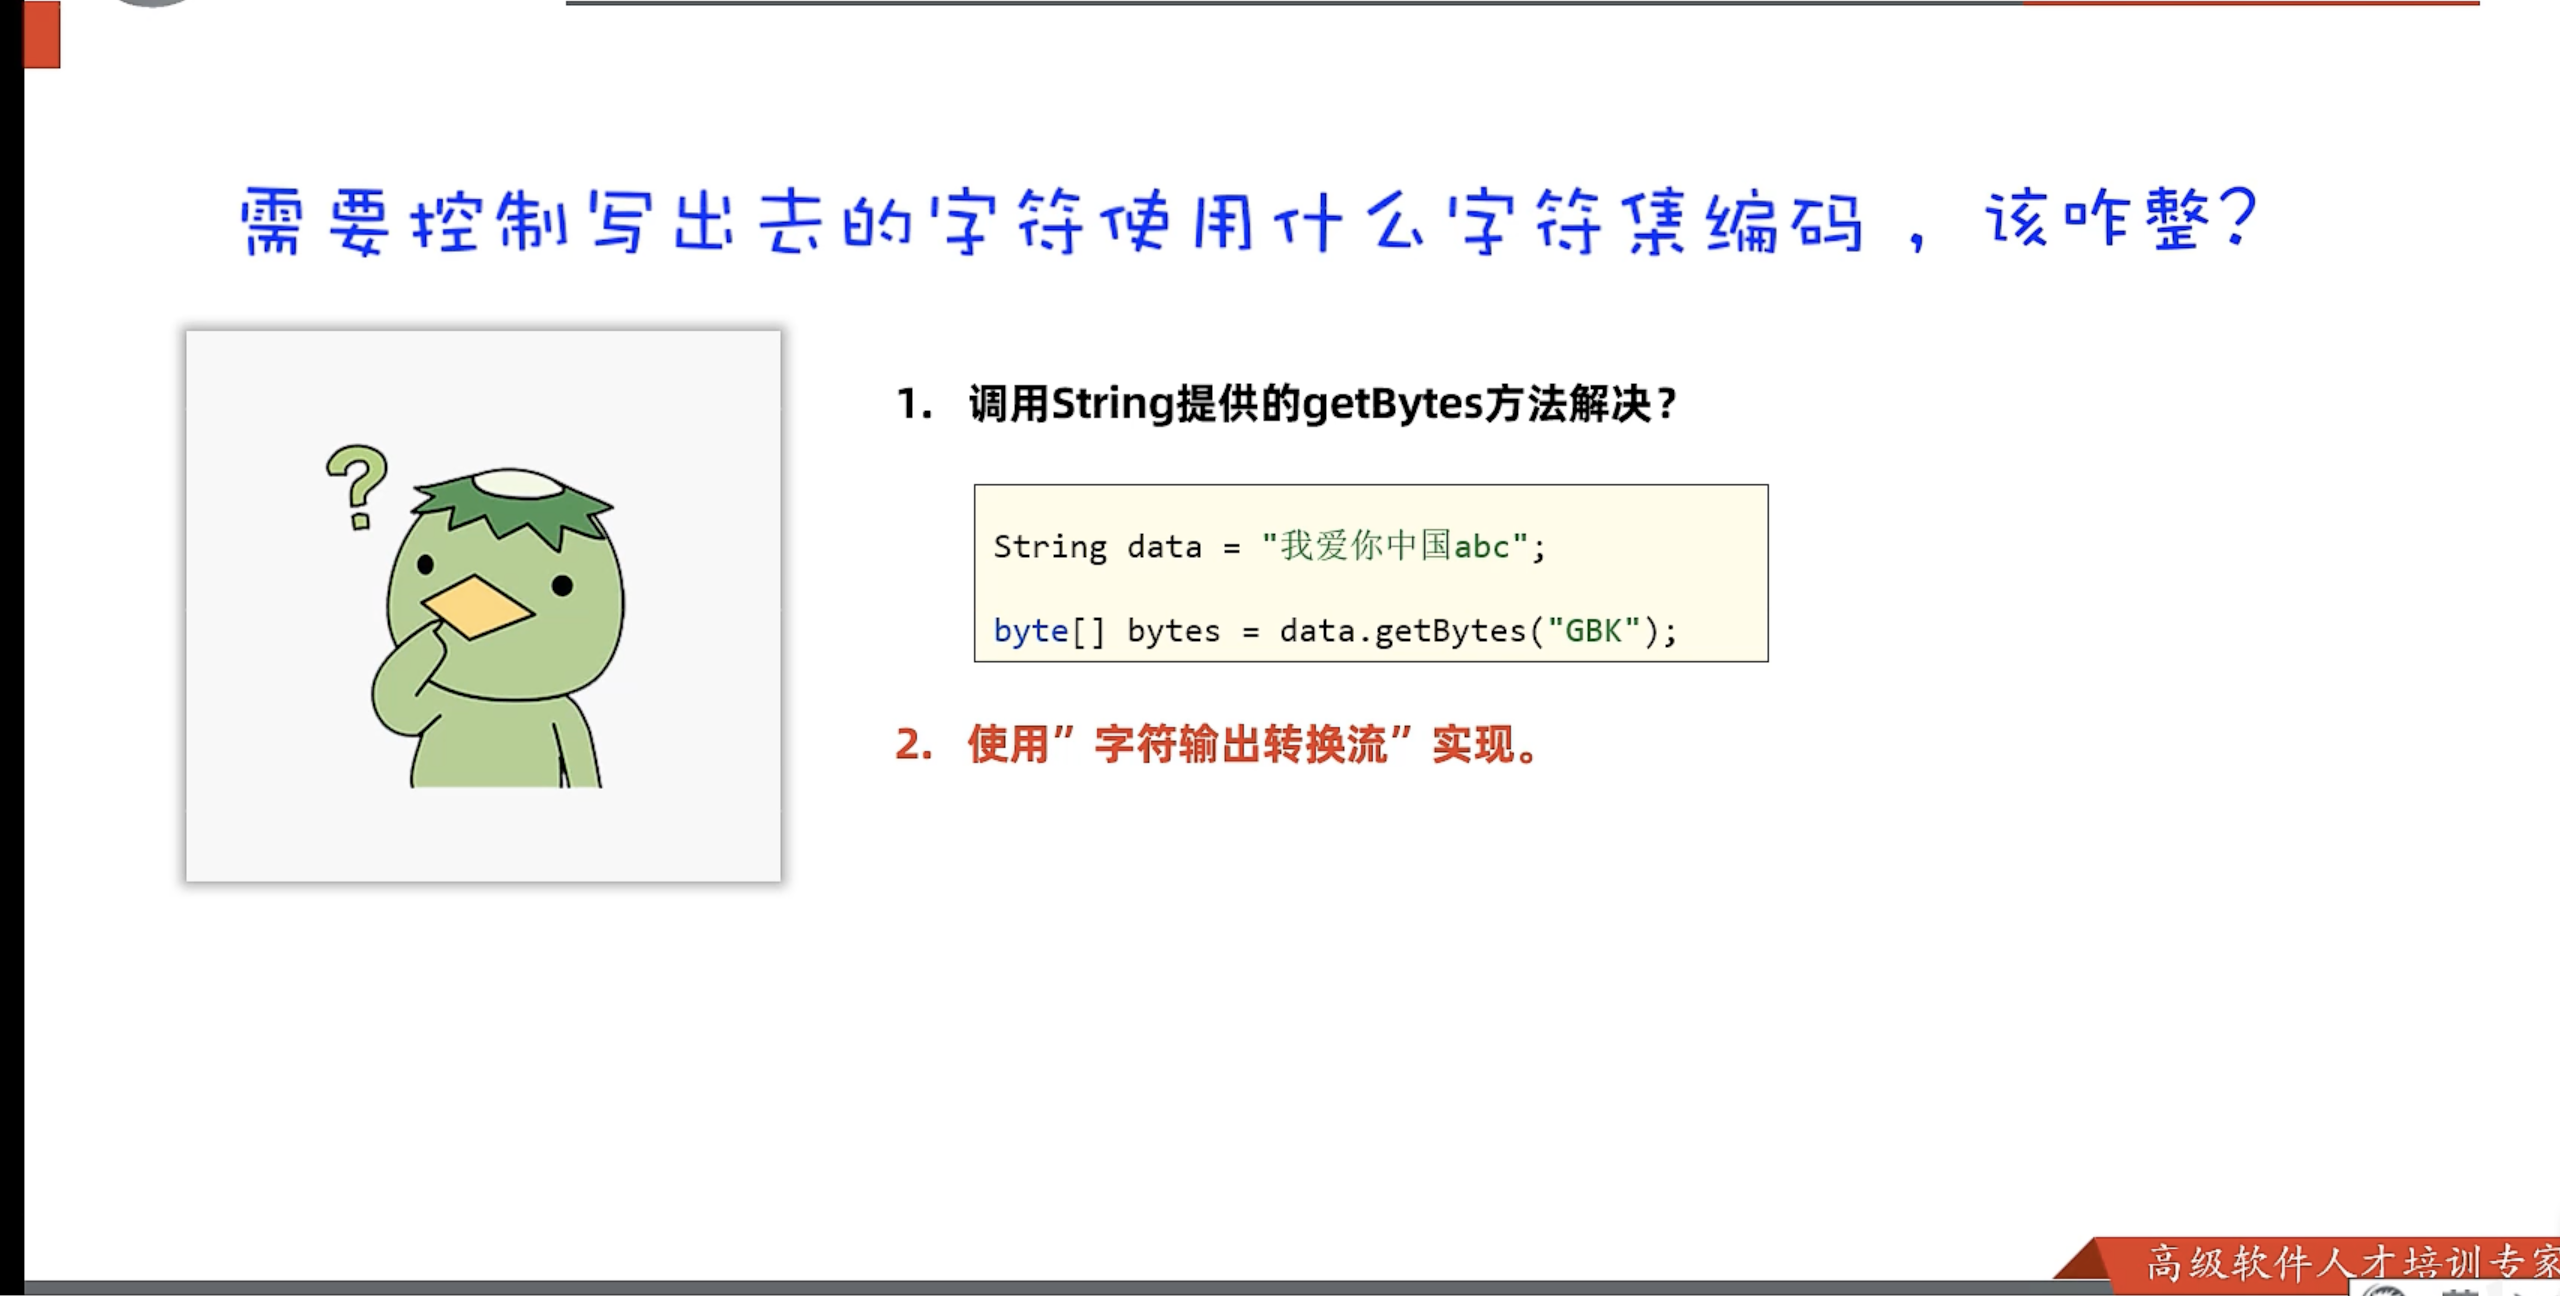 需要控制写出去的字符使用什么字符集编码，该咋整?
?
1. 调用String提供的getBytes方法解决？
String data = "我爱你中国abc";
byte[] bytes = data.getBytes("GBK");
2. 使用”字符输出转换流”实现。
高级软件人才培训专家